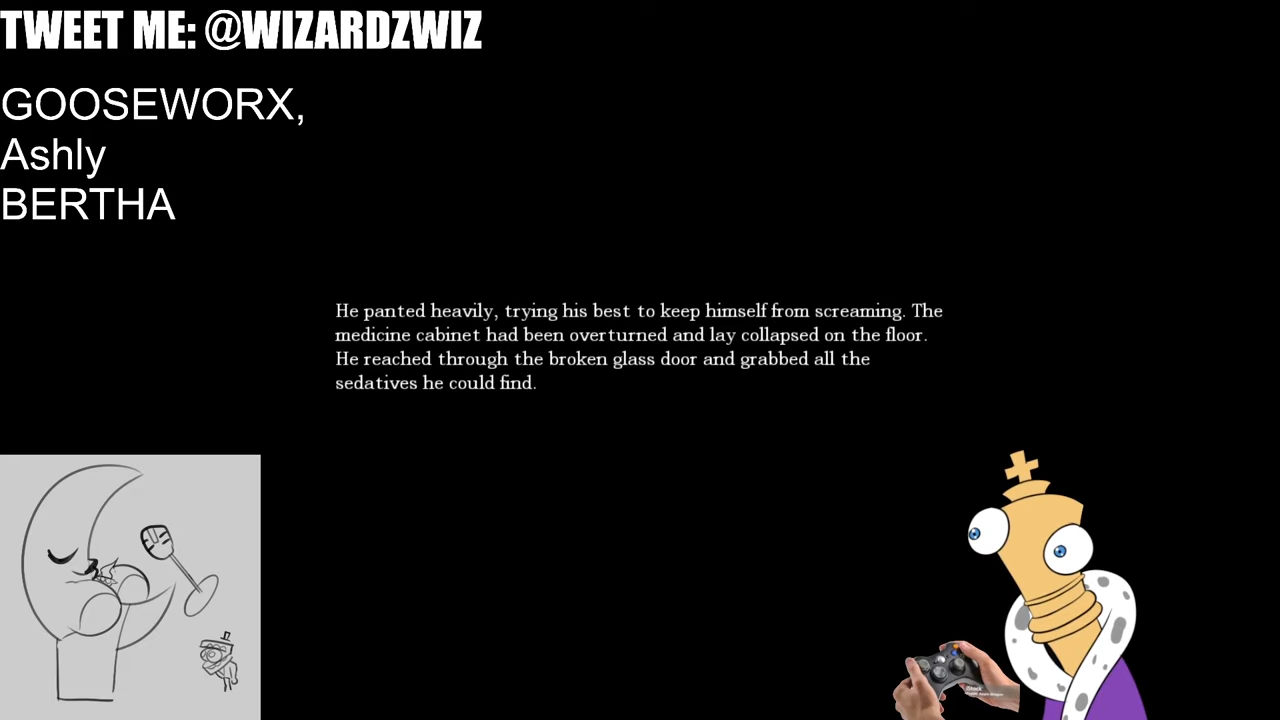 TWEET ME: @WIZARDZWIZ
GOOSEWORX,
Ashly
BERTHA
He panted heavily, trying his best to keep himself from screaming. The
medicine cabinet had been overturned and lay collapsed on the floor.
He reached through the broken glass door and grabbed all the
sedatives he could find.
iStock